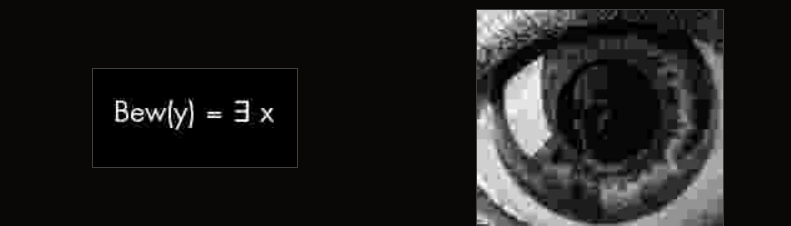 Bew(y) = ∃ x